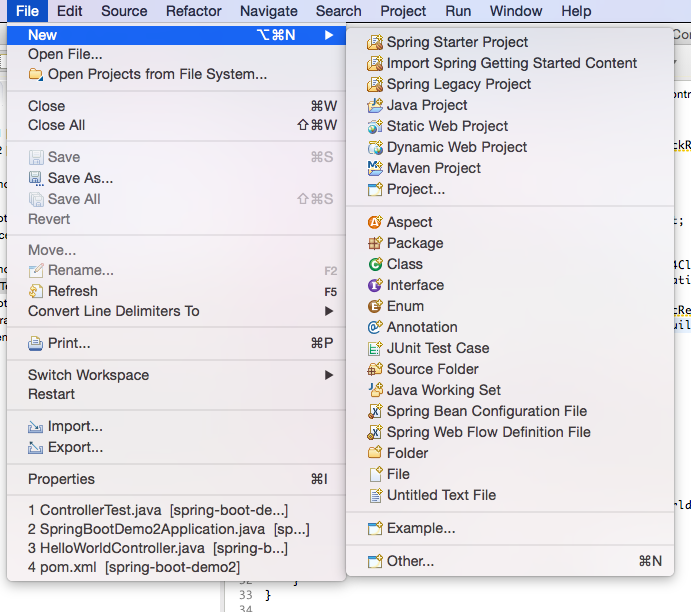 File Edit Source Refactor Navigate Search Project Run Window Help
New ⌥⌘N ▶
Open File...
Open Projects from File System...
Close ⌘W
Close All ⇧⌘W
Save ⌘S
Save As...
Save All ⇧⌘S
Revert
Move...
Rename... F2
Refresh F5
Convert Line Delimiters To ▶
Print... ⌘P
Switch Workspace ▶
Restart
Import...
Export...
Properties ⌘I
1 ControllerTest.java [spring-boot-de...]
2 SpringBootDemo2Application.java [sp...]
3 HelloWorldController.java [spring-b...]
4 pom.xml [spring-boot-demo2]
Spring Starter Project
Import Spring Getting Started Content
Spring Legacy Project
Java Project
Static Web Project
Dynamic Web Project
Maven Project
Project...
Aspect
Package
Class
Interface
Enum
Annotation
JUnit Test Case
Source Folder
Java Working Set
Spring Bean Configuration File
Spring Web Flow Definition File
Folder
File
Untitled Text File
Example...
Other... ⌘N
33 }
34